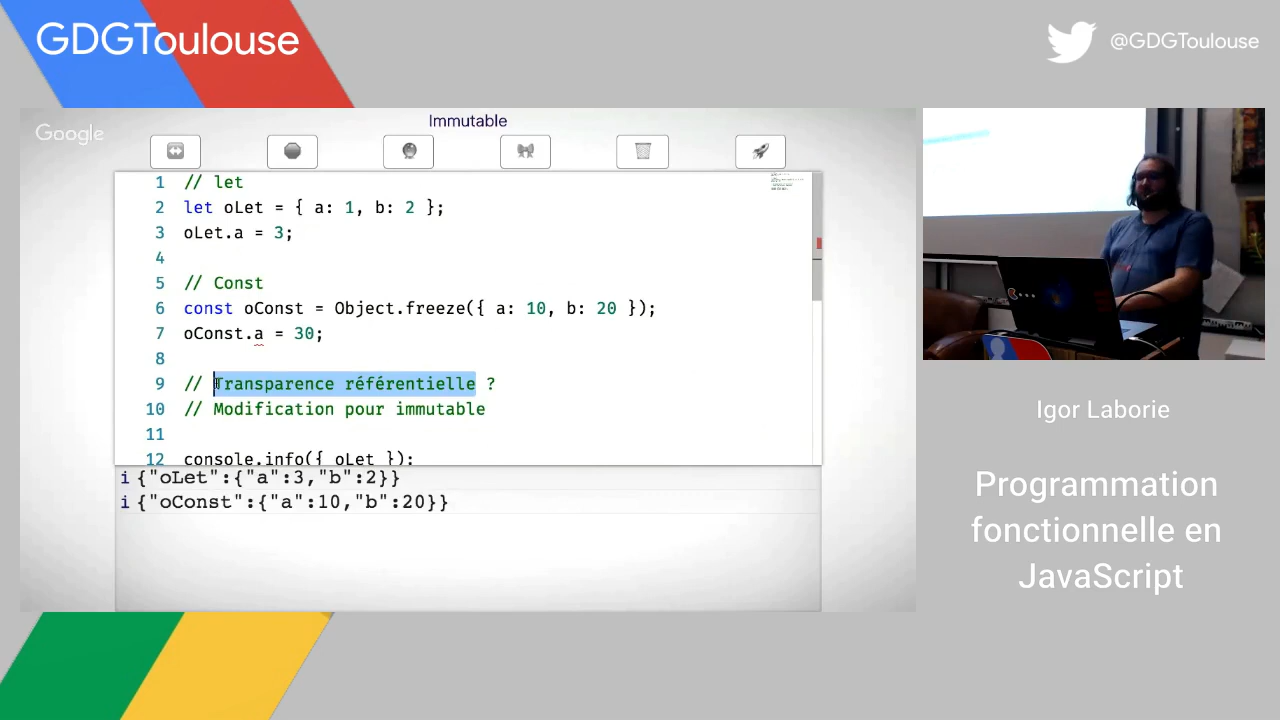 GDGToulouse
@GDGToulouse
Google
Immutable
1 // let
2 let oLet = { a: 1, b: 2 };
3 oLet.a = 3;
4
5 // Const
6 const oConst = Object.freeze({ a: 10, b: 20 });
7 oConst.a = 30;
8
9 // Transparence référentielle ?
10 // Modification pour immutable
11
12 console.info({ oLet });
i {"oLet":{"a":3,"b":2}}
i {"oConst":{"a":10,"b":20}}
Igor Laborie
Programmation
fonctionnelle en
JavaScript